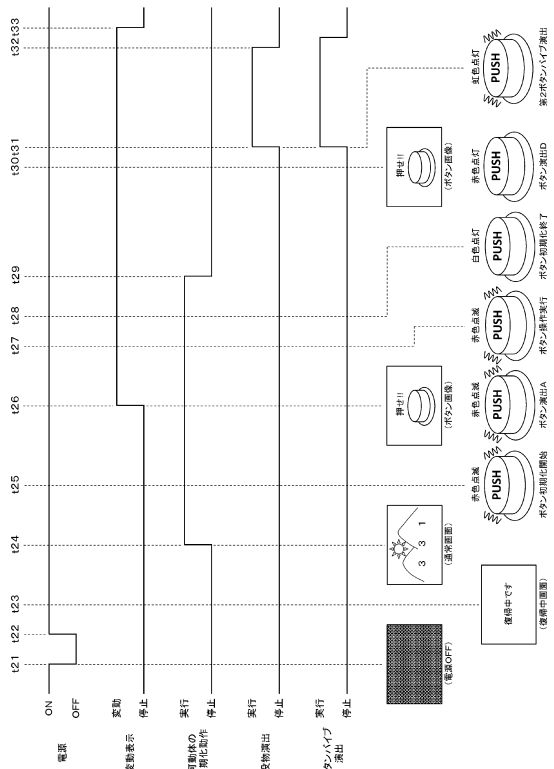 t21 t22 t23 t24 t25 t26 t27 t28 t29 t30 t31 t32 t33
電源
ON
OFF
変動表示
変動
停止
可動体の
期化動作
実行
停止
役物演出
実行
停止
タンバイブ
演出
実行
停止
(電源OFF)
復帰中です
(復帰中画面)
3 3 1
(通常画面)
赤色点滅
PUSH
ボタン初期化開始
押せ!!
(ボタン画像)
赤色点滅
PUSH
ボタン演出A
赤色点滅
PUSH
ボタン操作実行
白色点灯
PUSH
ボタン初期化終了
押せ!!
(ボタン画像)
赤色点灯
PUSH
ボタン演出D
虹色点灯
PUSH
第2ボタンバイブ演出